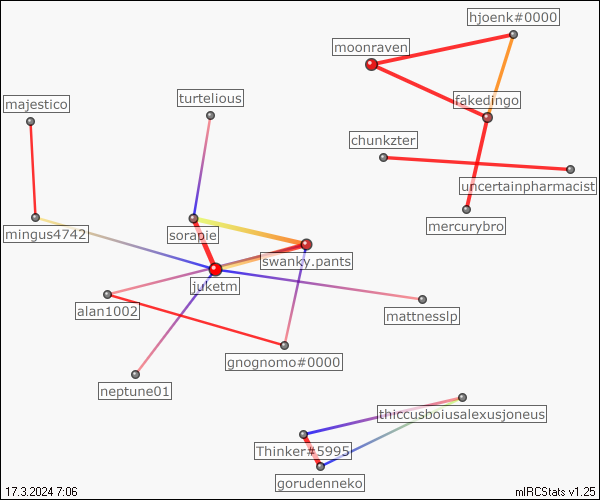 hjoenk#0000
moonraven
majestico
turtelious
fakedingo
chunkzter
uncertainpharmacist
mercurybro
mingus4742
sorapie
swanky.pants
juketm
alan1002
mattnesslp
gnognomo#0000
neptune01
thiccusboiusalexusjoneus
Thinker#5995
gorudenneko
17.3.2024 7:06
mIRCStats v1.25